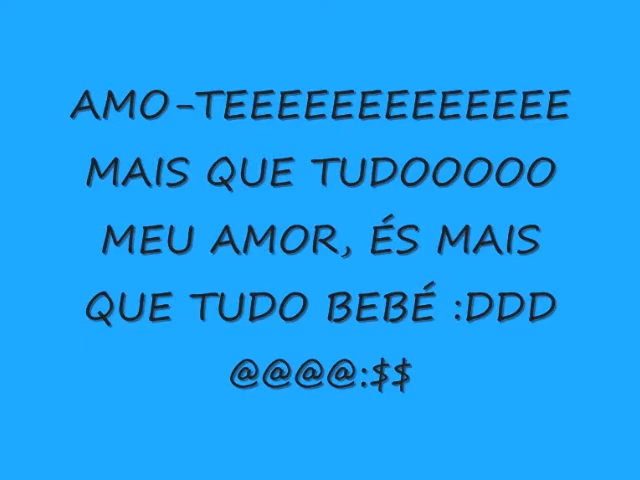 AMO-TEEEEEEEEEEEEE
MAIS QUE TUDOOOOO
MEU AMOR, ÉS MAIS
QUE TUDO BEBÉ :DDD
@@@@:$$